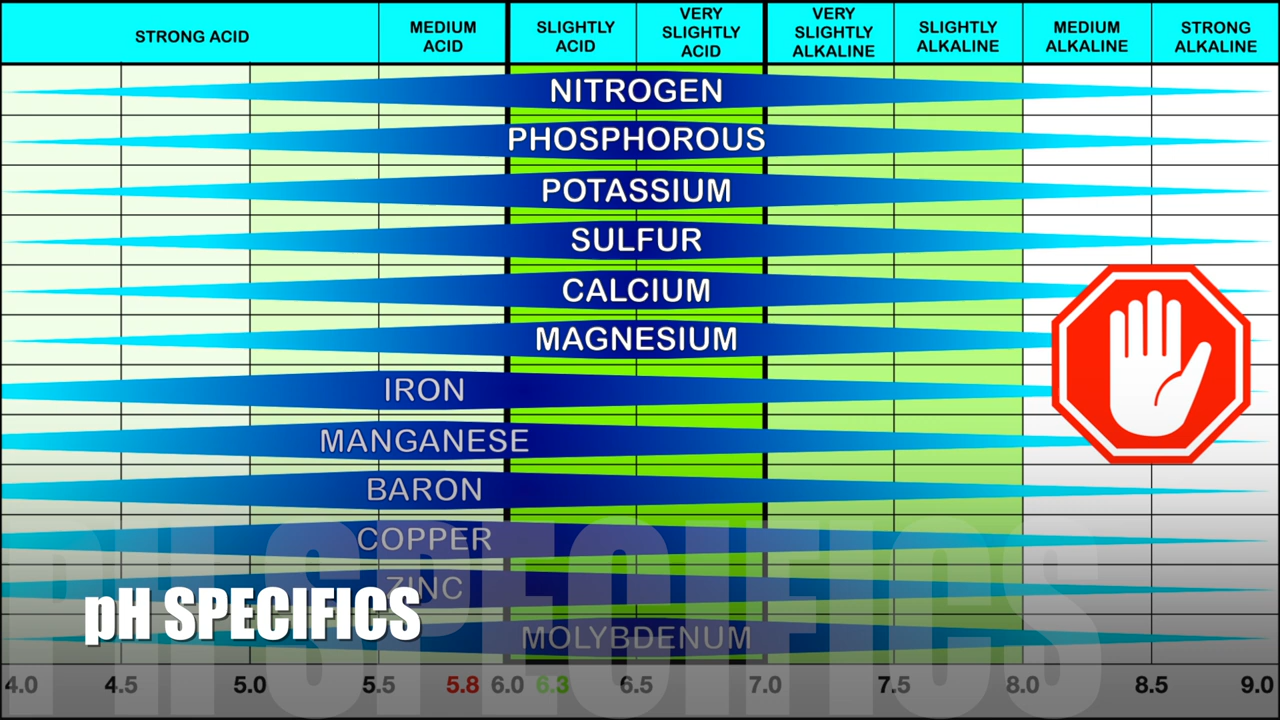 STRONG ACID
MEDIUM
ACID
SLIGHTLY
ACID
VERY
SLIGHTLY
ACID
VERY
SLIGHTLY
ALKALINE
SLIGHTLY
ALKALINE
MEDIUM
ALKALINE
STRONG
ALKALINE
NITROGEN
PHOSPHOROUS
POTASSIUM
SULFUR
CALCIUM
MAGNESIUM
IRON
MANGANESE
BARON
COPPER
ZINC
MOLYBDENUM
PH SPECIFICS
pH SPECIFICS
4.0 4.5 5.0 5.5 5.8 6.0 6.3 6.5 7.0 7.5 8.0 8.5 9.0